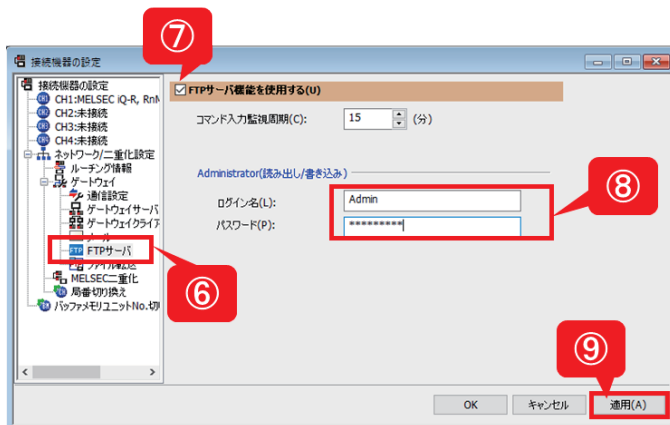 ⑦
接続機器の設定
接続機器の設定
CH1:MELSEC iQ-R, RnM
CH2:未接続
CH3:未接続
CH4:未接続
ネットワーク/二重化設定
ルーチング情報
ゲートウェイ
通信設定
ゲートウェイサーバ
ゲートウェイクライア
メール
FTPサーバ
ファイル転送
MELSEC二重化
局番切り換え
バッファメモリユニットNo.切
⑥
FTPサーバ機能を使用する(U)
コマンド入力監視周期(C): 15 (分)
Administrator(読み出し/書き込み)
ログイン名(L): Admin
パスワード(P): *********
⑧
⑨
OK キャンセル 適用(A)